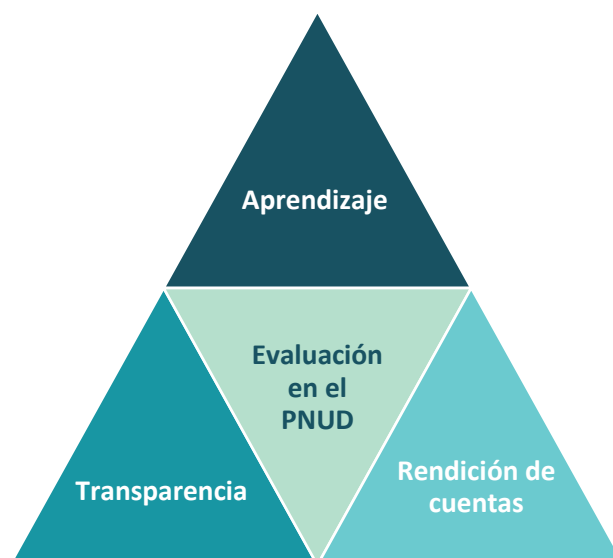 Aprendizaje
Evaluación
en el
PNUD
Transparencia
Rendición de
cuentas